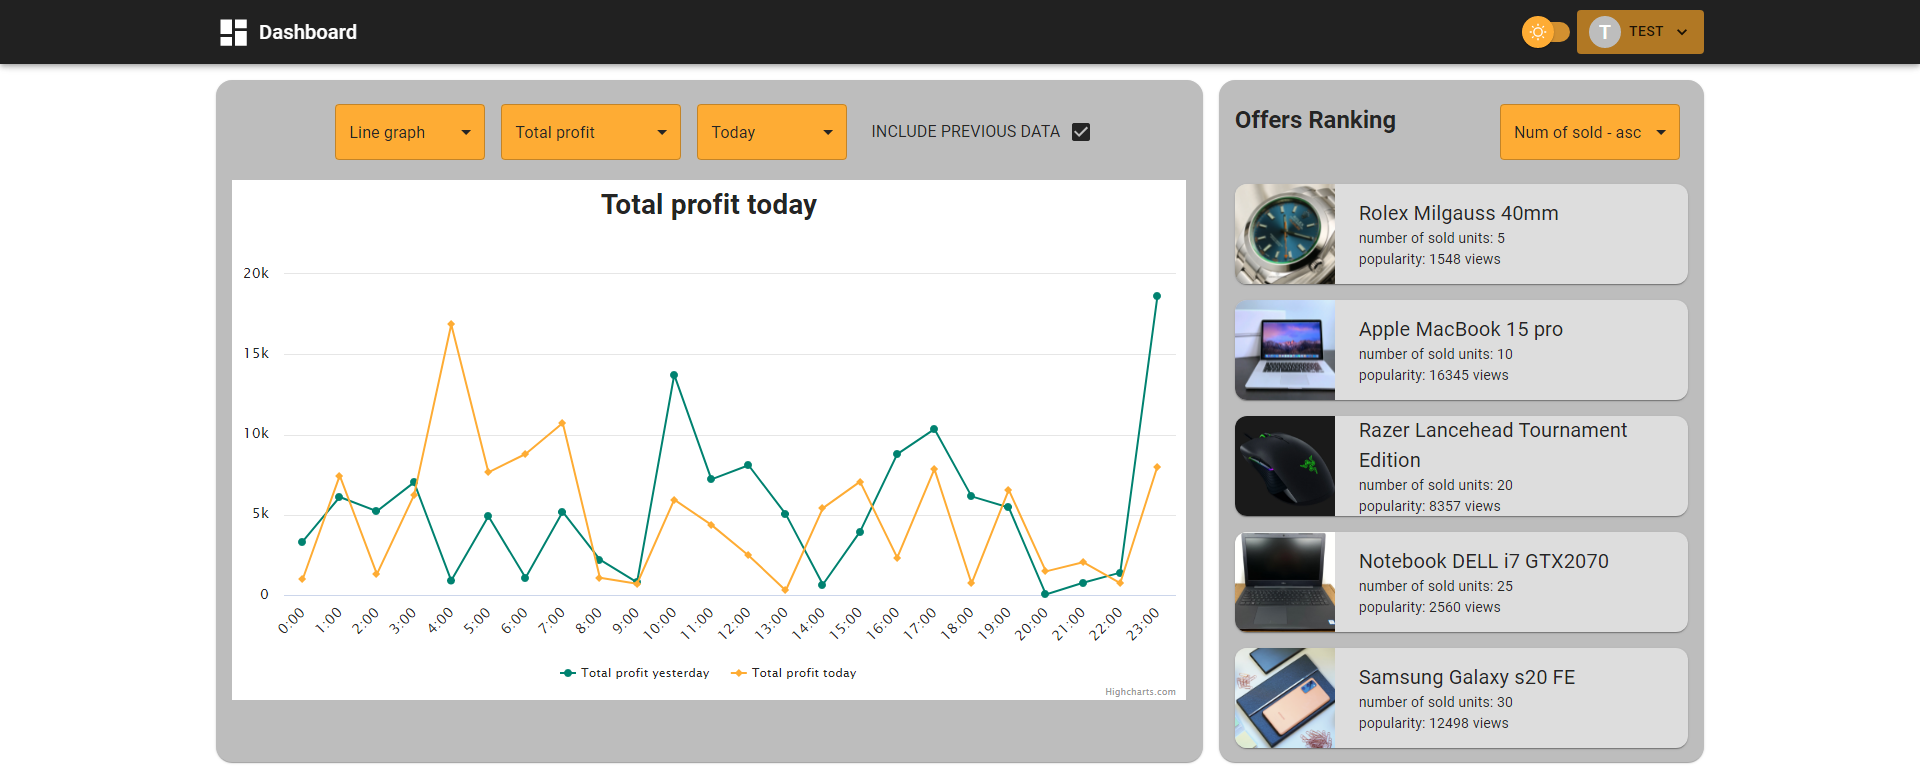 Dashboard
T TEST
Line graph
Total profit
Today
INCLUDE PREVIOUS DATA
Total profit today
20k
15k
10k
5k
0
0:00 1:00 2:00 3:00 4:00 5:00 6:00 7:00 8:00 9:00 10:00 11:00 12:00 13:00 14:00 15:00 16:00 17:00 18:00 19:00 20:00 21:00 22:00 23:00
Total profit yesterday Total profit today
Highcharts.com
Offers Ranking
Num of sold - asc
Rolex Milgauss 40mm
number of sold units: 5
popularity: 1548 views
Apple MacBook 15 pro
number of sold units: 10
popularity: 16345 views
Razer Lancehead Tournament
Edition
number of sold units: 20
popularity: 8357 views
Notebook DELL i7 GTX2070
number of sold units: 25
popularity: 2560 views
Samsung Galaxy s20 FE
number of sold units: 30
popularity: 12498 views